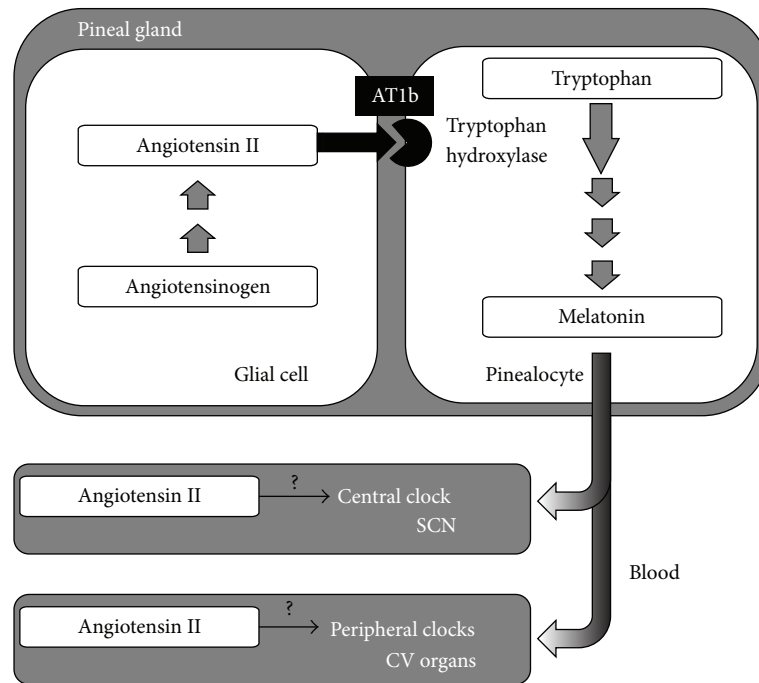 Pineal gland
AT1b
Angiotensin II
Angiotensinogen
Glial cell
Tryptophan
Tryptophan
hydroxylase
Melatonin
Pinealocyte
Angiotensin II
?
Central clock
SCN
Blood
Angiotensin II
?
Peripheral clocks
CV organs